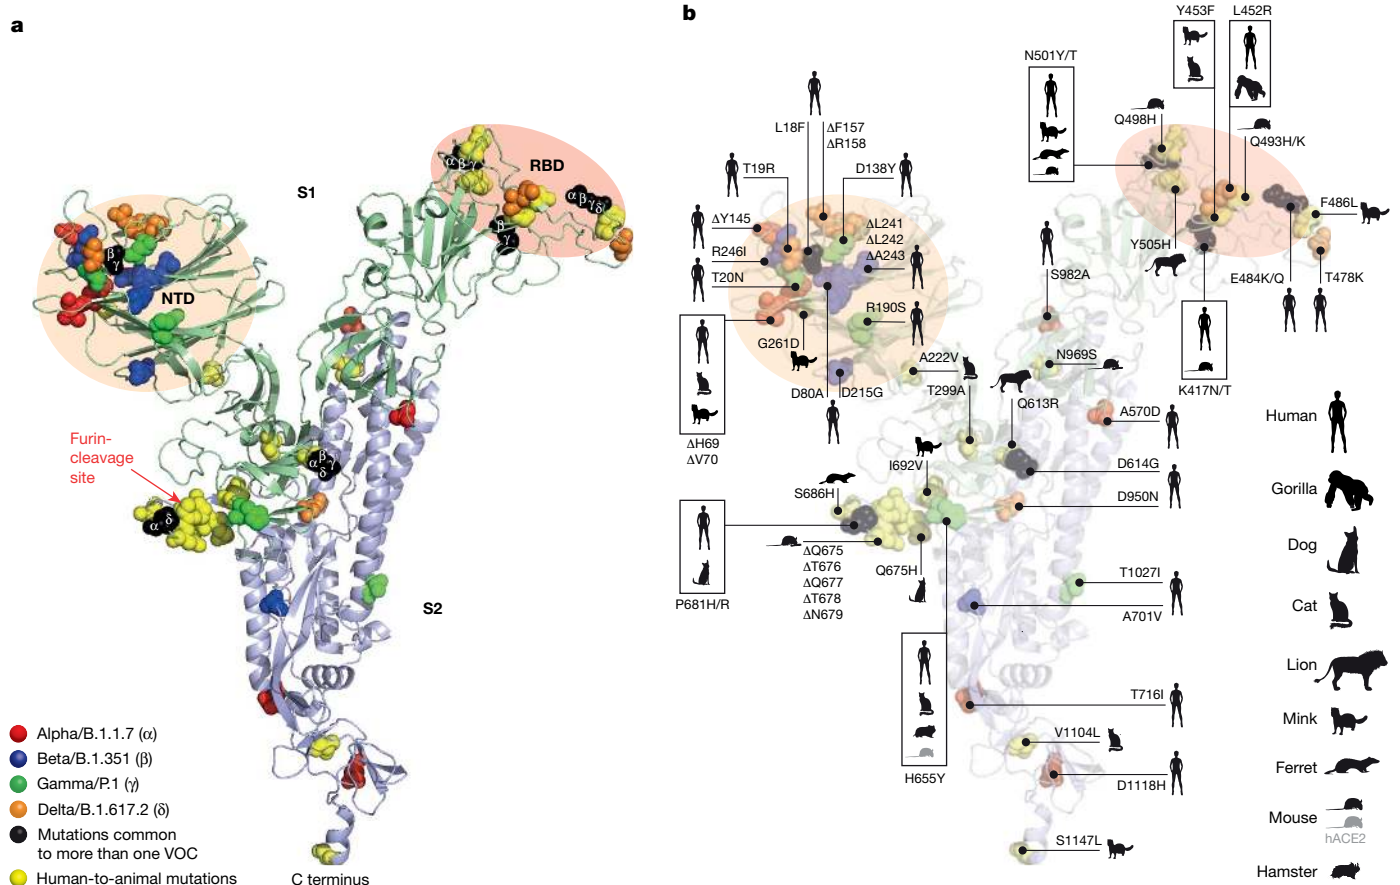 a
S1
RBD
α β γ
α β γ δ
β γ
β γ
NTD
Furin-
cleavage
site
α δ
α β γ δ
S2
Alpha/B.1.1.7 (α)
Beta/B.1.351 (β)
Gamma/P.1 (γ)
Delta/B.1.617.2 (δ)
Mutations common
to more than one VOC
Human-to-animal mutations
C terminus
b
Y453F
L452R
N501Y/T
Q498H
Q493H/K
L18F
ΔF157
ΔR158
T19R
D138Y
ΔY145
ΔL241
ΔL242
ΔA243
R246I
T20N
R190S
G261D
D80A
D215G
A222V
T299A
ΔH69
ΔV70
S982A
Y505H
F486L
E484K/Q
T478K
K417N/T
N969S
Q613R
A570D
D614G
D950N
I692V
S686H
P681H/R
ΔQ675
ΔT676
ΔQ677
ΔT678
ΔN679
Q675H
T1027I
A701V
H655Y
T716I
V1104L
D1118H
S1147L
Human
Gorilla
Dog
Cat
Lion
Mink
Ferret
Mouse
hACE2
Hamster